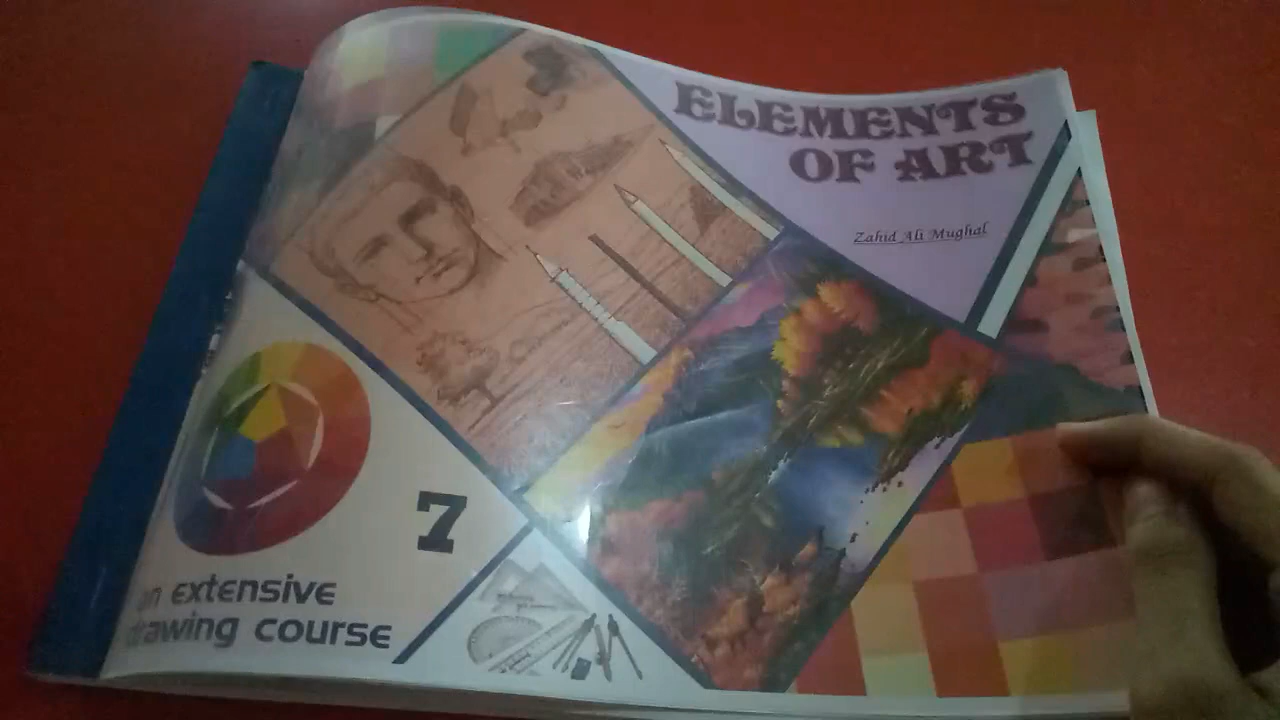 ELEMENTS
OF ART
Zahid Ali Mughal
7
an extensive
drawing course